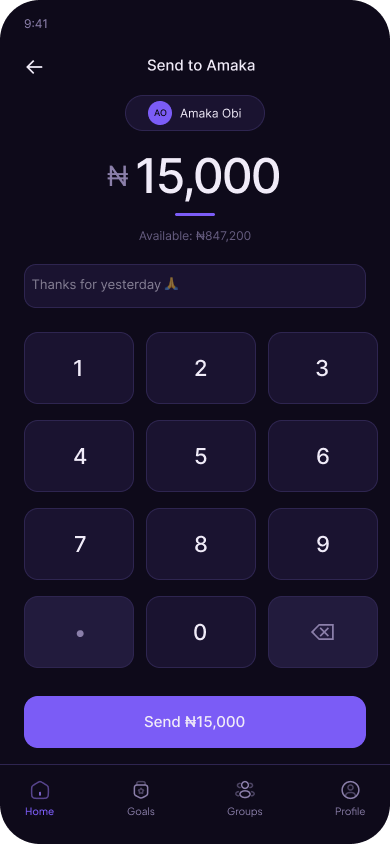 9:41
Send to Amaka
AO Amaka Obi
₦ 15,000
Available: ₦847,200
Thanks for yesterday 🙏
1 2 3
4 5 6
7 8 9
• 0
Send ₦15,000
Home Goals Groups Profile